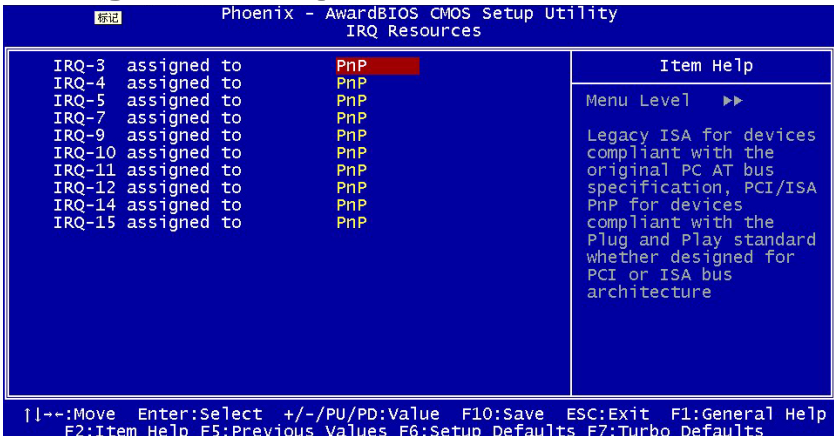 标记
Phoenix - AwardBIOS CMOS Setup Utility
IRQ Resources
IRQ-3 assigned to PnP
IRQ-4 assigned to PnP
IRQ-5 assigned to PnP
IRQ-7 assigned to PnP
IRQ-9 assigned to PnP
IRQ-10 assigned to PnP
IRQ-11 assigned to PnP
IRQ-12 assigned to PnP
IRQ-14 assigned to PnP
IRQ-15 assigned to PnP
Item Help
Menu Level ▶▶
Legacy ISA for devices
compliant with the
original PC AT bus
specification, PCI/ISA
PnP for devices
compliant with the
Plug and Play standard
whether designed for
PCI or ISA bus
architecture
↑↓→←:Move Enter:Select +/-/PU/PD:Value F10:Save ESC:Exit F1:General Help
F2:Item Help F5:Previous Values F6:Setup Defaults F7:Turbo Defaults